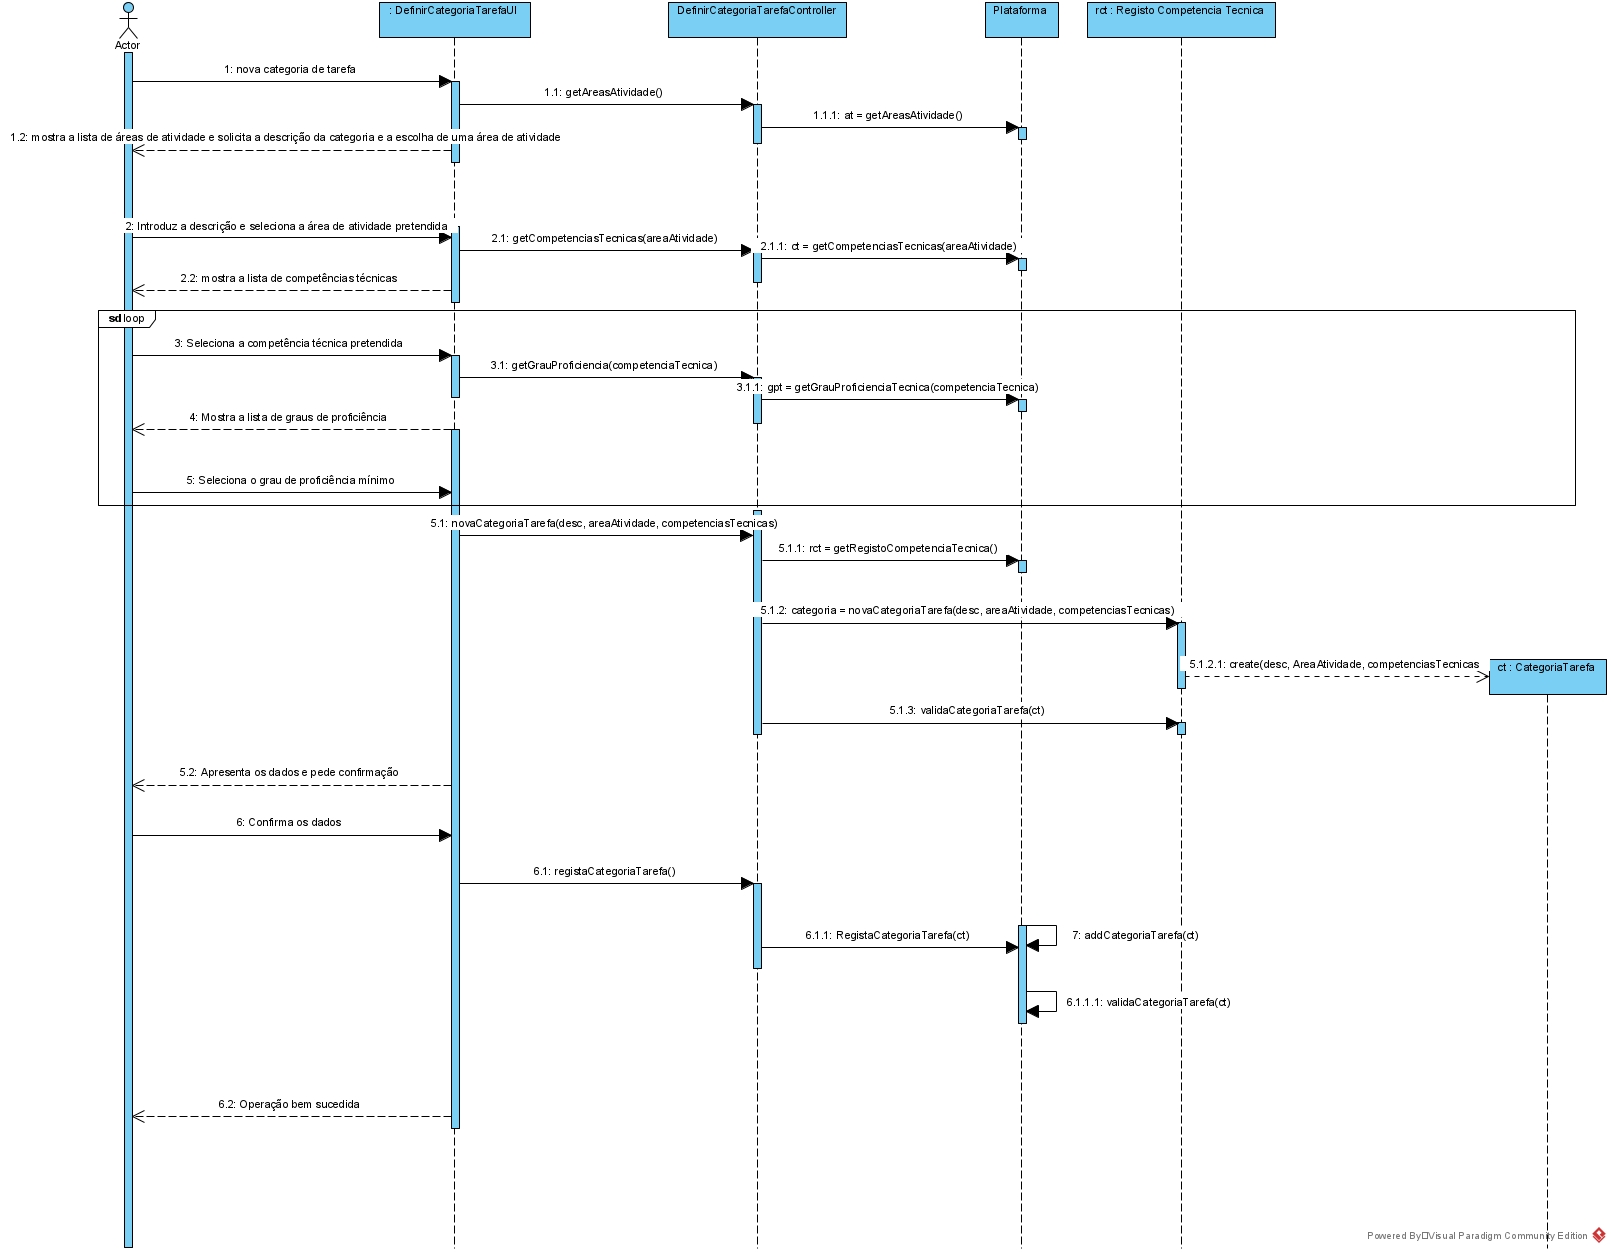 Actor
: DefinirCategoriaTarefaUI
DefinirCategoriaTarefaController
Plataforma
rct : Registo Competencia Tecnica
1: nova categoria de tarefa
1.1: getAreasAtividade()
1.1.1: at = getAreasAtividade()
1.2: mostra a lista de áreas de atividade e solicita a descrição da categoria e a escolha de uma área de atividade
2: Introduz a descrição e seleciona a área de atividade pretendida
2.1: getCompetenciasTecnicas(areaAtividade)
2.1.1: ct = getCompetenciasTecnicas(areaAtividade)
2.2: mostra a lista de competências técnicas
sd loop
3: Seleciona a competência técnica pretendida
3.1: getGrauProficiencia(competenciaTecnica)
3.1.1: gpt = getGrauProficienciaTecnica(competenciaTecnica)
4: Mostra a lista de graus de proficiência
5: Seleciona o grau de proficiência mínimo
5.1: novaCategoriaTarefa(desc, areaAtividade, competenciasTecnicas)
5.1.1: rct = getRegistoCompetenciaTecnica()
5.1.2: categoria = novaCategoriaTarefa(desc, areaAtividade, competenciasTecnicas)
5.1.2.1: create(desc, AreaAtividade, competenciasTecnicas
ct : CategoriaTarefa
5.1.3: validaCategoriaTarefa(ct)
5.2: Apresenta os dados e pede confirmação
6: Confirma os dados
6.1: registaCategoriaTarefa()
6.1.1: RegistaCategoriaTarefa(ct)
7: addCategoriaTarefa(ct)
6.1.1.1: validaCategoriaTarefa(ct)
6.2: Operação bem sucedida
Powered By Visual Paradigm Community Edition